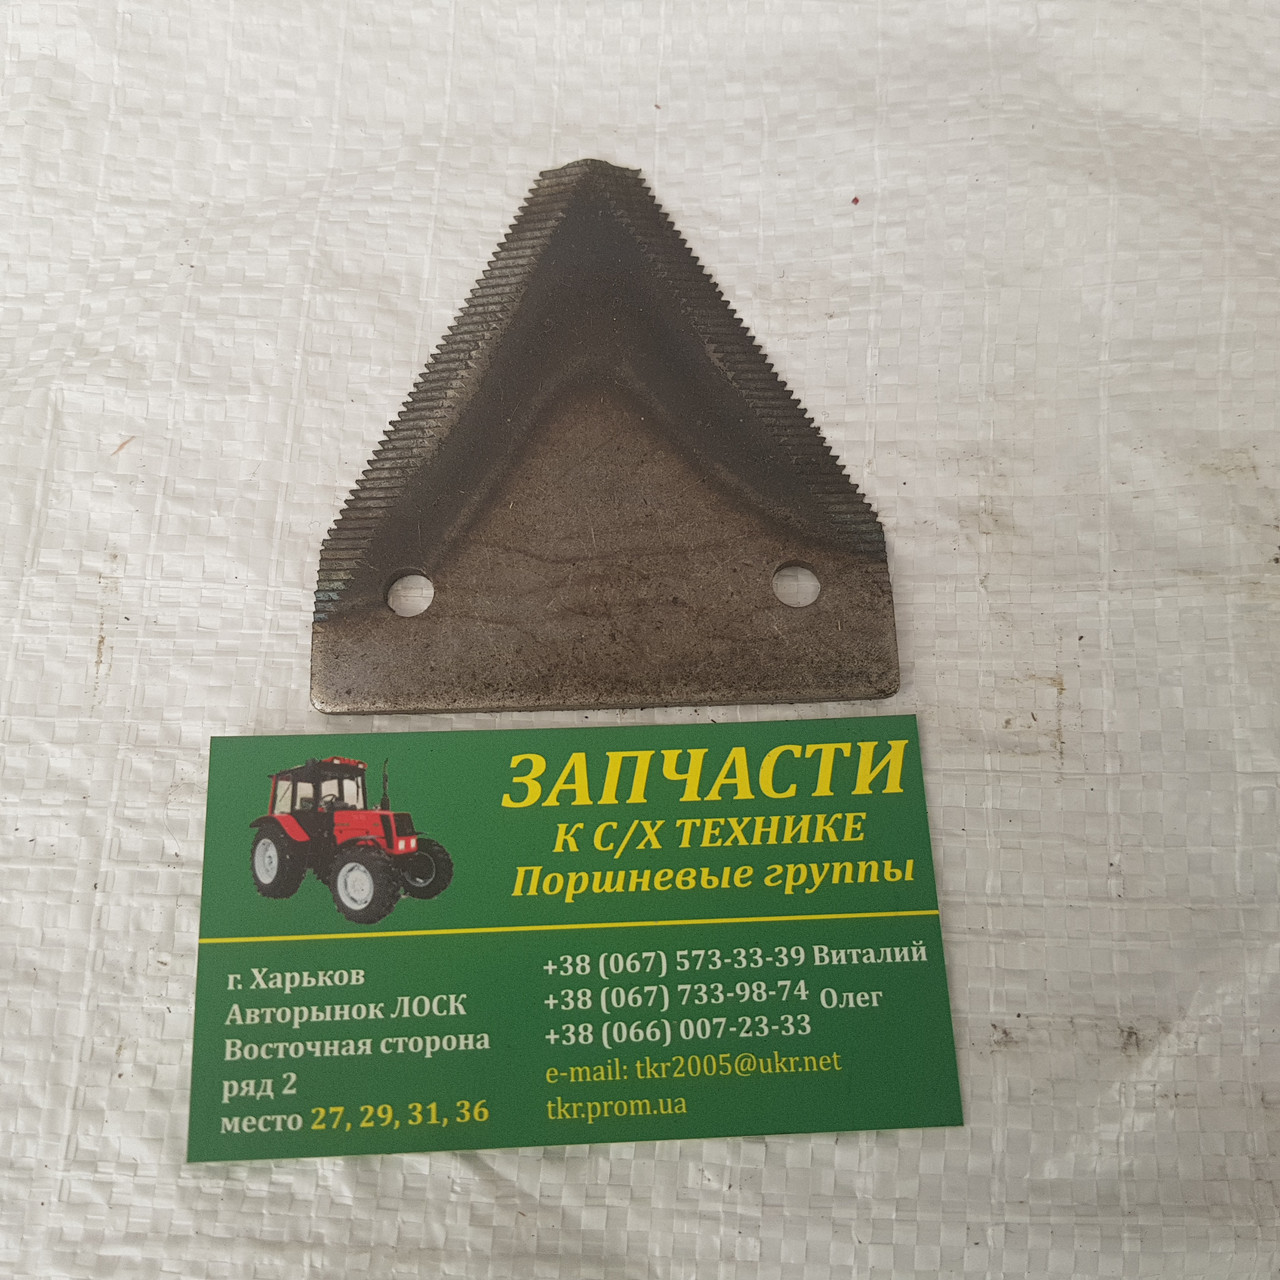 ЗАПЧАСТИ
К С/Х ТЕХНИКЕ
Поршневые группы
г. Харьков
Авторынок ЛОСК
Восточная сторона
ряд 2
место 27, 29, 31, 36
+38 (067) 573-33-39 Виталий
+38 (067) 733-98-74 Олег
+38 (066) 007-23-33
e-mail: tkr2005@ukr.net
tkr.prom.ua